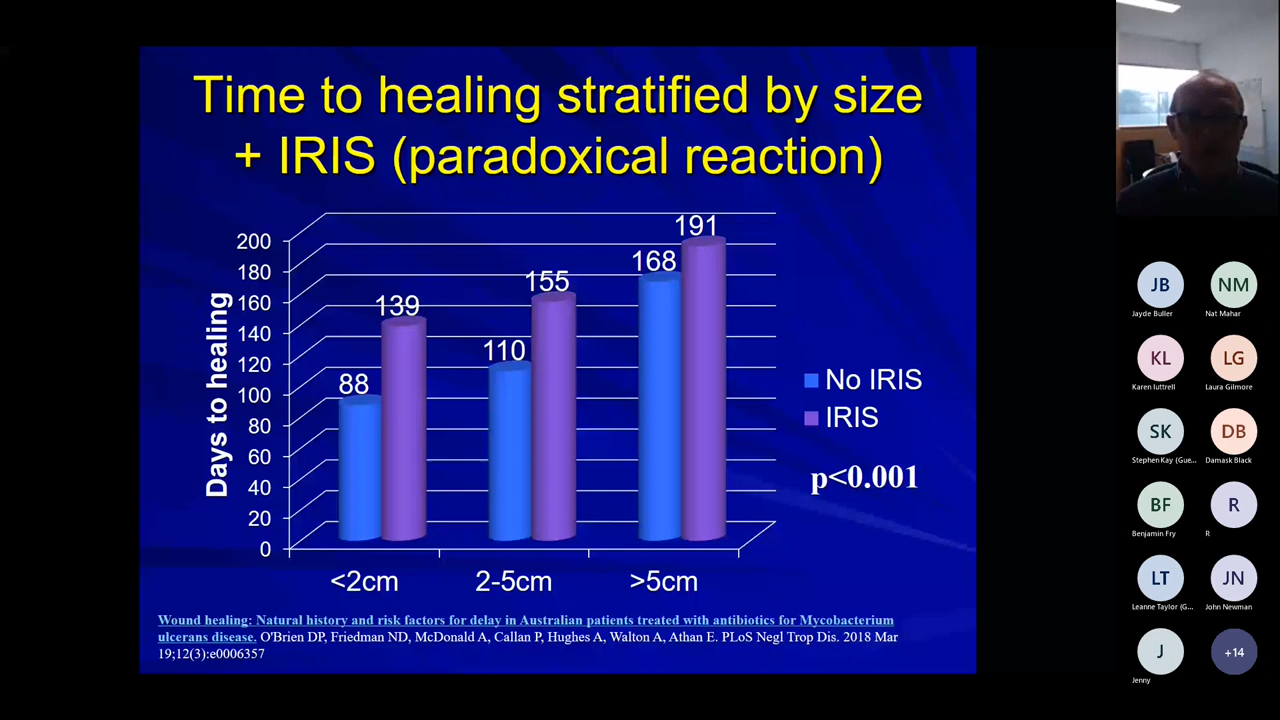 Time to healing stratified by size
+ IRIS (paradoxical reaction)
Days to healing
200
180
160
140
120
100
80
60
40
20
0
88
139
110
155
168
191
<2cm
2-5cm
>5cm
No IRIS
IRIS
p<0.001
Wound healing: Natural history and risk factors for delay in Australian patients treated with antibiotics for Mycobacterium
ulcerans disease. O'Brien DP, Friedman ND, McDonald A, Callan P, Hughes A, Walton A, Athan E. PLoS Negl Trop Dis. 2018 Mar
19;12(3):e0006357
JB
Jayde Buller
NM
Nat Mahar
KL
Karen luttrell
LG
Laura Gilmore
SK
Stephen Kay (Gue...
DB
Damask Black
BF
Benjamin Fry
R
R
LT
Leanne Taylor (G...
JN
John Newman
J
Jenny
+14